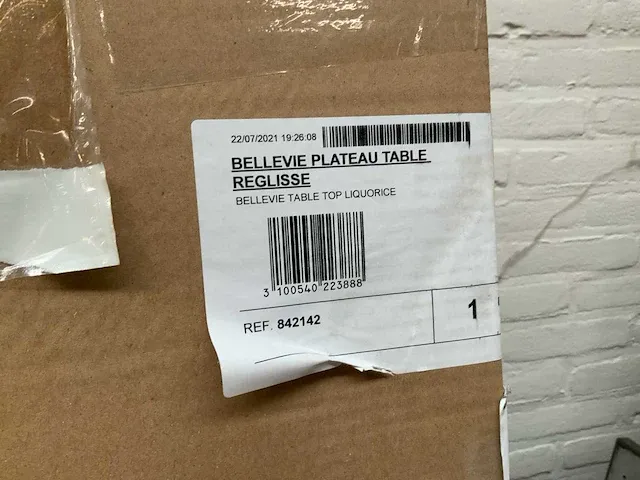 22/07/2021 19:26:08
BELLEVIE PLATEAU TABLE
REGLISSE
BELLEVIE TABLE TOP LIQUORICE
3 100540 223888
REF. 842142
1